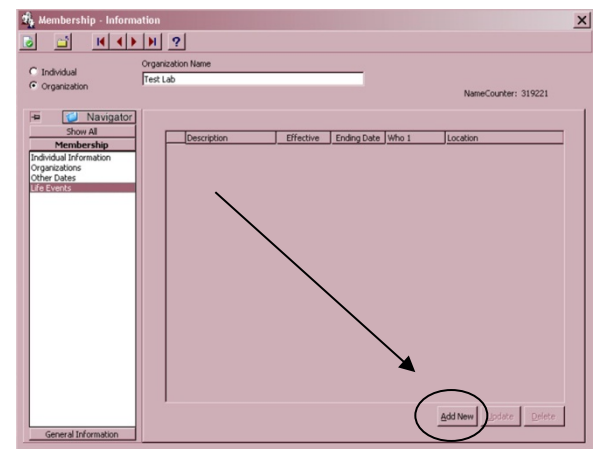 Membership - Information
?
Organization Name
Individual
Test Lab
Organization
NameCounter: 319221
Navigator
Show All
Membership
Individual Information
Organizations
Other Dates
Life Events
Description Effective Ending Date Who 1 Location
Add New Update Delete
General Information